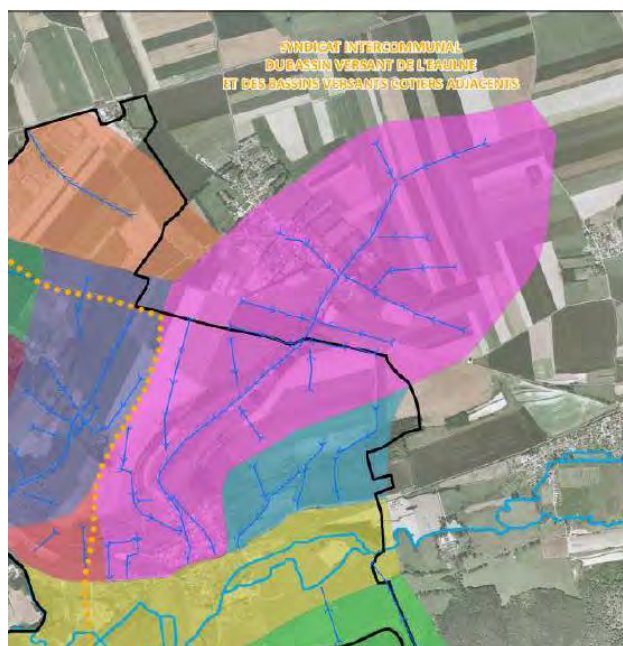 SYNDICAT INTERCOMMUNAL
DU BASSIN VERSANT DE L'EAULNE
ET DES BASSINS VERSANTS COTIERS ADJACENTS